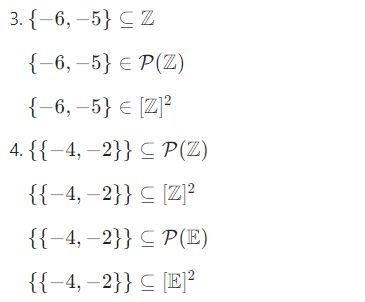 3. {−6, −5} ⊆ ℤ
{−6, −5} ∈ 𝒫(ℤ)
{−6, −5} ∈ [ℤ]²
4. {{−4, −2}} ⊆ 𝒫(ℤ)
{{−4, −2}} ⊆ [ℤ]²
{{−4, −2}} ⊆ 𝒫(𝔼)
{{−4, −2}} ⊆ [𝔼]²